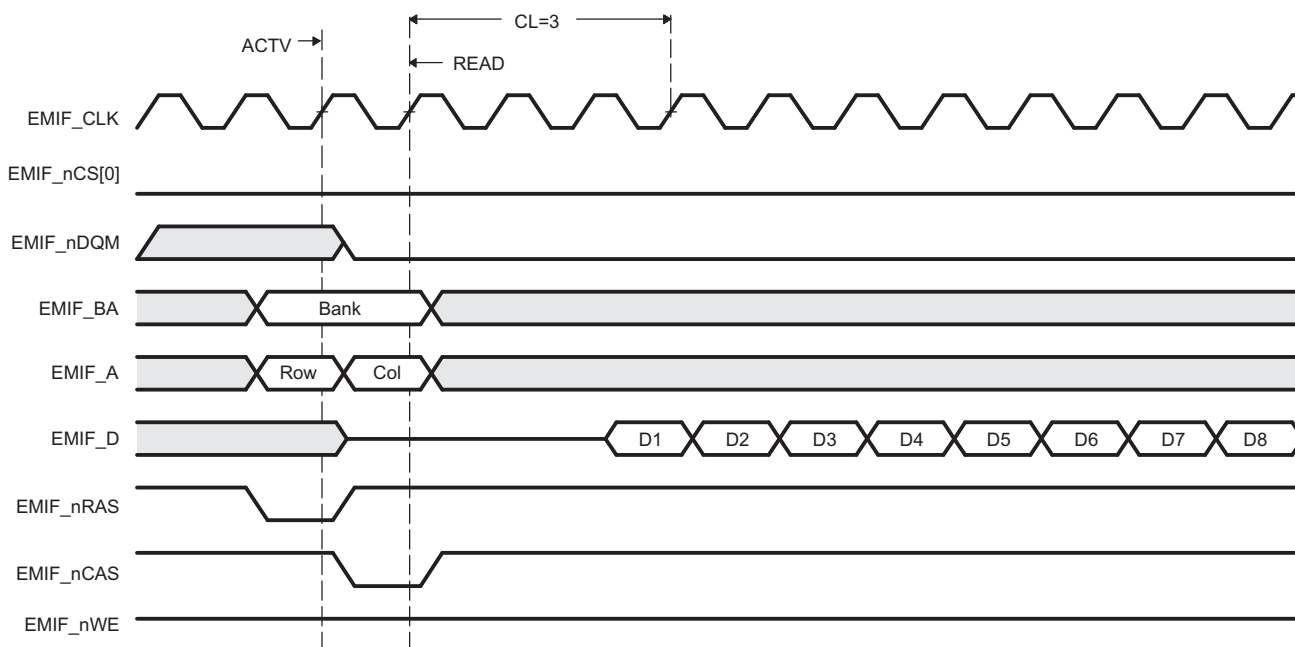 CL=3
ACTV
READ
EMIF_CLK
EMIF_nCS[0]
EMIF_nDQM
EMIF_BA Bank
EMIF_A Row Col
EMIF_D D1 D2 D3 D4 D5 D6 D7 D8
EMIF_nRAS
EMIF_nCAS
EMIF_nWE